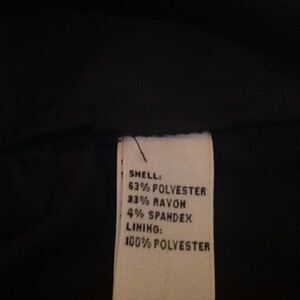 SHELL:
63% POLYESTER
33% RAYON
4% SPANDEX
LINING:
100% POLYESTER